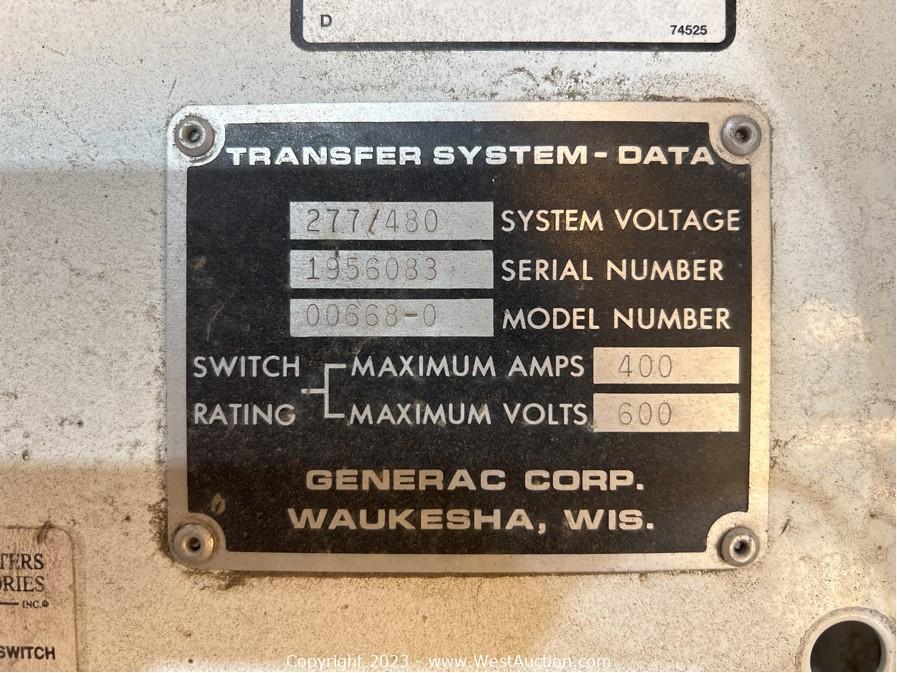 D
74525
TRANSFER SYSTEM - DATA
277/480 SYSTEM VOLTAGE
1956083 SERIAL NUMBER
00668-0 MODEL NUMBER
SWITCH MAXIMUM AMPS 400
RATING MAXIMUM VOLTS 600
GENERAC CORP.
WAUKESHA, WIS.
TERS
ORIES
INC.®
SWITCH
Copyright 2023 - www.WestAuction.com